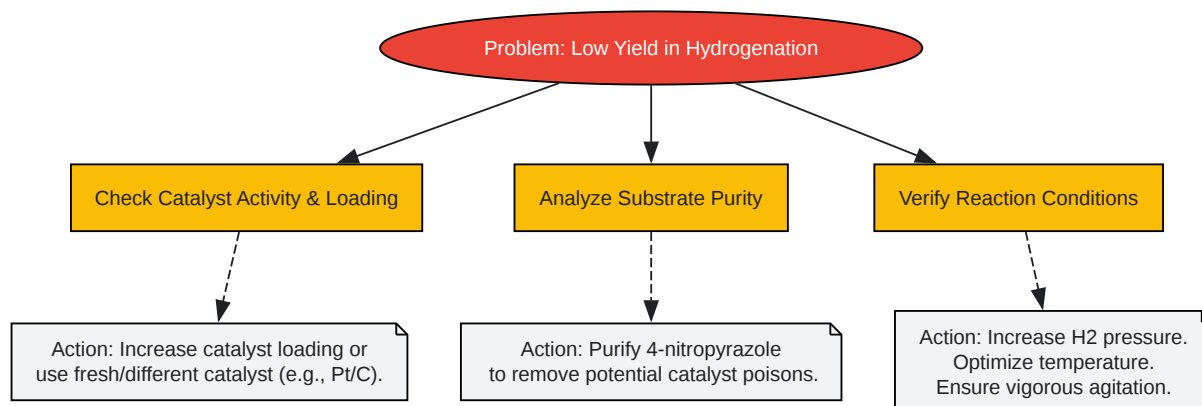 Problem: Low Yield in Hydrogenation
Check Catalyst Activity & Loading
Analyze Substrate Purity
Verify Reaction Conditions
Action: Increase catalyst loading or
use fresh/different catalyst (e.g., Pt/C).
Action: Purify 4-nitropyrazole
to remove potential catalyst poisons.
Action: Increase H2 pressure.
Optimize temperature.
Ensure vigorous agitation.